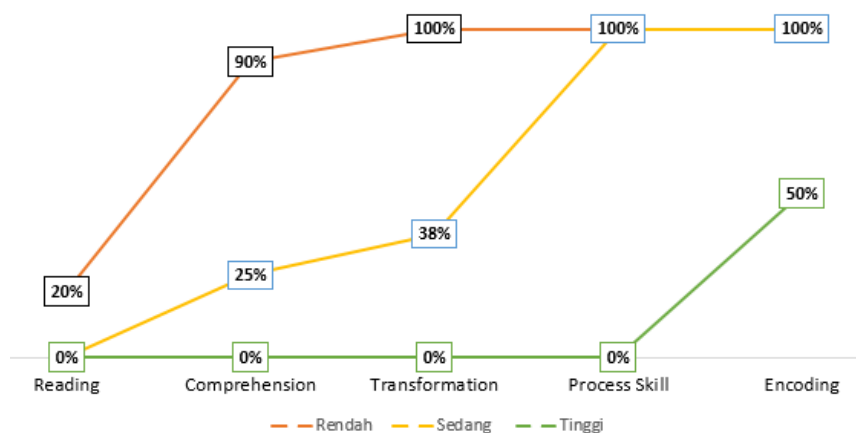 100% 100% 100%
90%
50%
38%
25%
20%
0% 0% 0% 0%
Reading Comprehension Transformation Process Skill Encoding
Rendah Sedang Tinggi